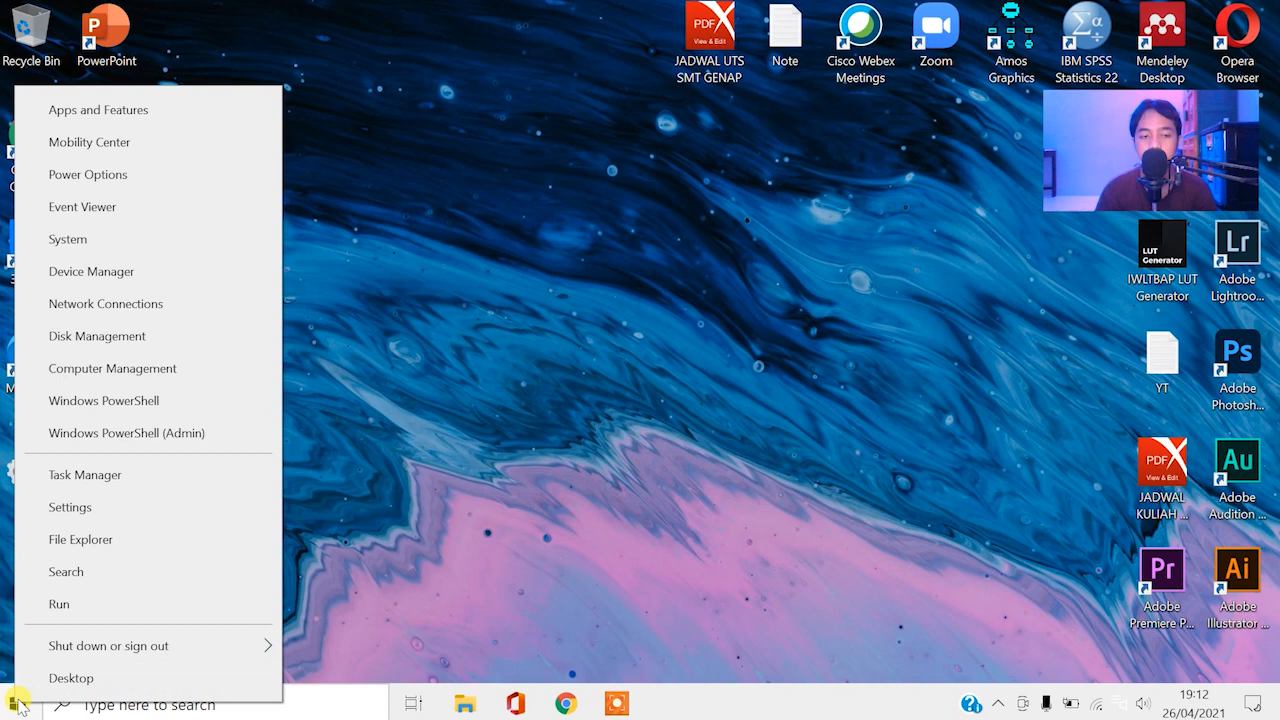 Recycle Bin
PowerPoint
PDF
View & Edit
JADWAL UTS
SMT GENAP
Note
Cisco Webex
Meetings
Zoom
Amos
Graphics
Σα
÷
IBM SPSS
Statistics 22
Mendeley
Desktop
Opera
Browser
Apps and Features
Mobility Center
Power Options
Event Viewer
System
Device Manager
Network Connections
Disk Management
Computer Management
Windows PowerShell
Windows PowerShell (Admin)
Task Manager
Settings
File Explorer
Search
Run
Shut down or sign out
Desktop
LUT
Generator
IWLTBAP LUT
Generator
Lr
Adobe
Lightroo...
YT
Ps
Adobe
Photosh...
PDF
View & Edit
JADWAL
KULIAH ...
Au
Adobe
Audition ...
Pr
Adobe
Premiere P...
Ai
Adobe
Illustrator ...
Type here to search
19:12
26/04/2021